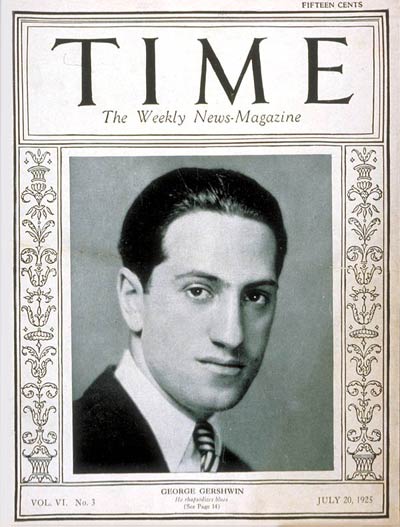 FIFTEEN CENTS
TIME
The Weekly News-Magazine
GEORGE GERSHWIN
He rhapsodizes blues
(See Page 14)
VOL. VI. No. 3
JULY 20, 1925